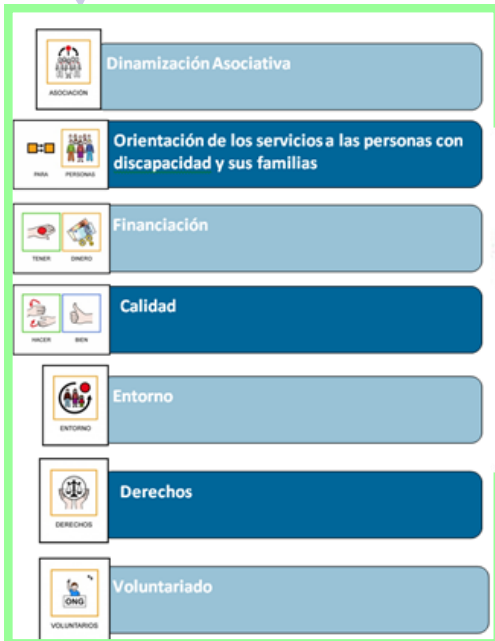 Dinamización Asociativa
ASOCIACIÓN
Orientación de los servicios a las personas con
discapacidad y sus familias
PARA PERSONAS
Financiación
TENER DINERO
Calidad
HACER BIEN
Entorno
ENTORNO
Derechos
DERECHOS
Voluntariado
ONG
VOLUNTARIOS